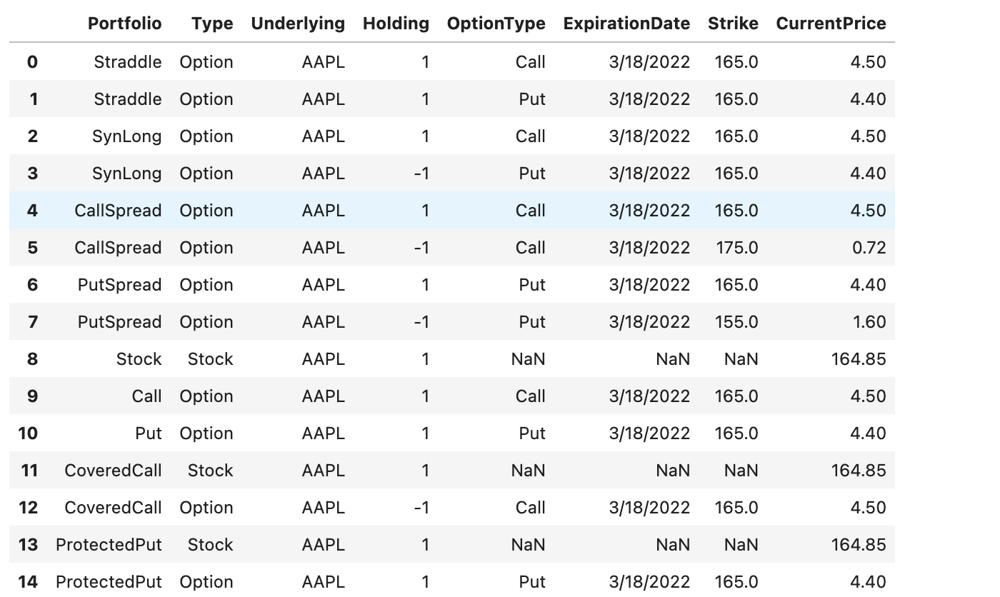 Portfolio Type Underlying Holding OptionType ExpirationDate Strike CurrentPrice
0 Straddle Option AAPL 1 Call 3/18/2022 165.0 4.50
1 Straddle Option AAPL 1 Put 3/18/2022 165.0 4.40
2 SynLong Option AAPL 1 Call 3/18/2022 165.0 4.50
3 SynLong Option AAPL -1 Put 3/18/2022 165.0 4.40
4 CallSpread Option AAPL 1 Call 3/18/2022 165.0 4.50
5 CallSpread Option AAPL -1 Call 3/18/2022 175.0 0.72
6 PutSpread Option AAPL 1 Put 3/18/2022 165.0 4.40
7 PutSpread Option AAPL -1 Put 3/18/2022 155.0 1.60
8 Stock Stock AAPL 1 NaN NaN NaN 164.85
9 Call Option AAPL 1 Call 3/18/2022 165.0 4.50
10 Put Option AAPL 1 Put 3/18/2022 165.0 4.40
11 CoveredCall Stock AAPL 1 NaN NaN NaN 164.85
12 CoveredCall Option AAPL -1 Call 3/18/2022 165.0 4.50
13 ProtectedPut Stock AAPL 1 NaN NaN NaN 164.85
14 ProtectedPut Option AAPL 1 Put 3/18/2022 165.0 4.40